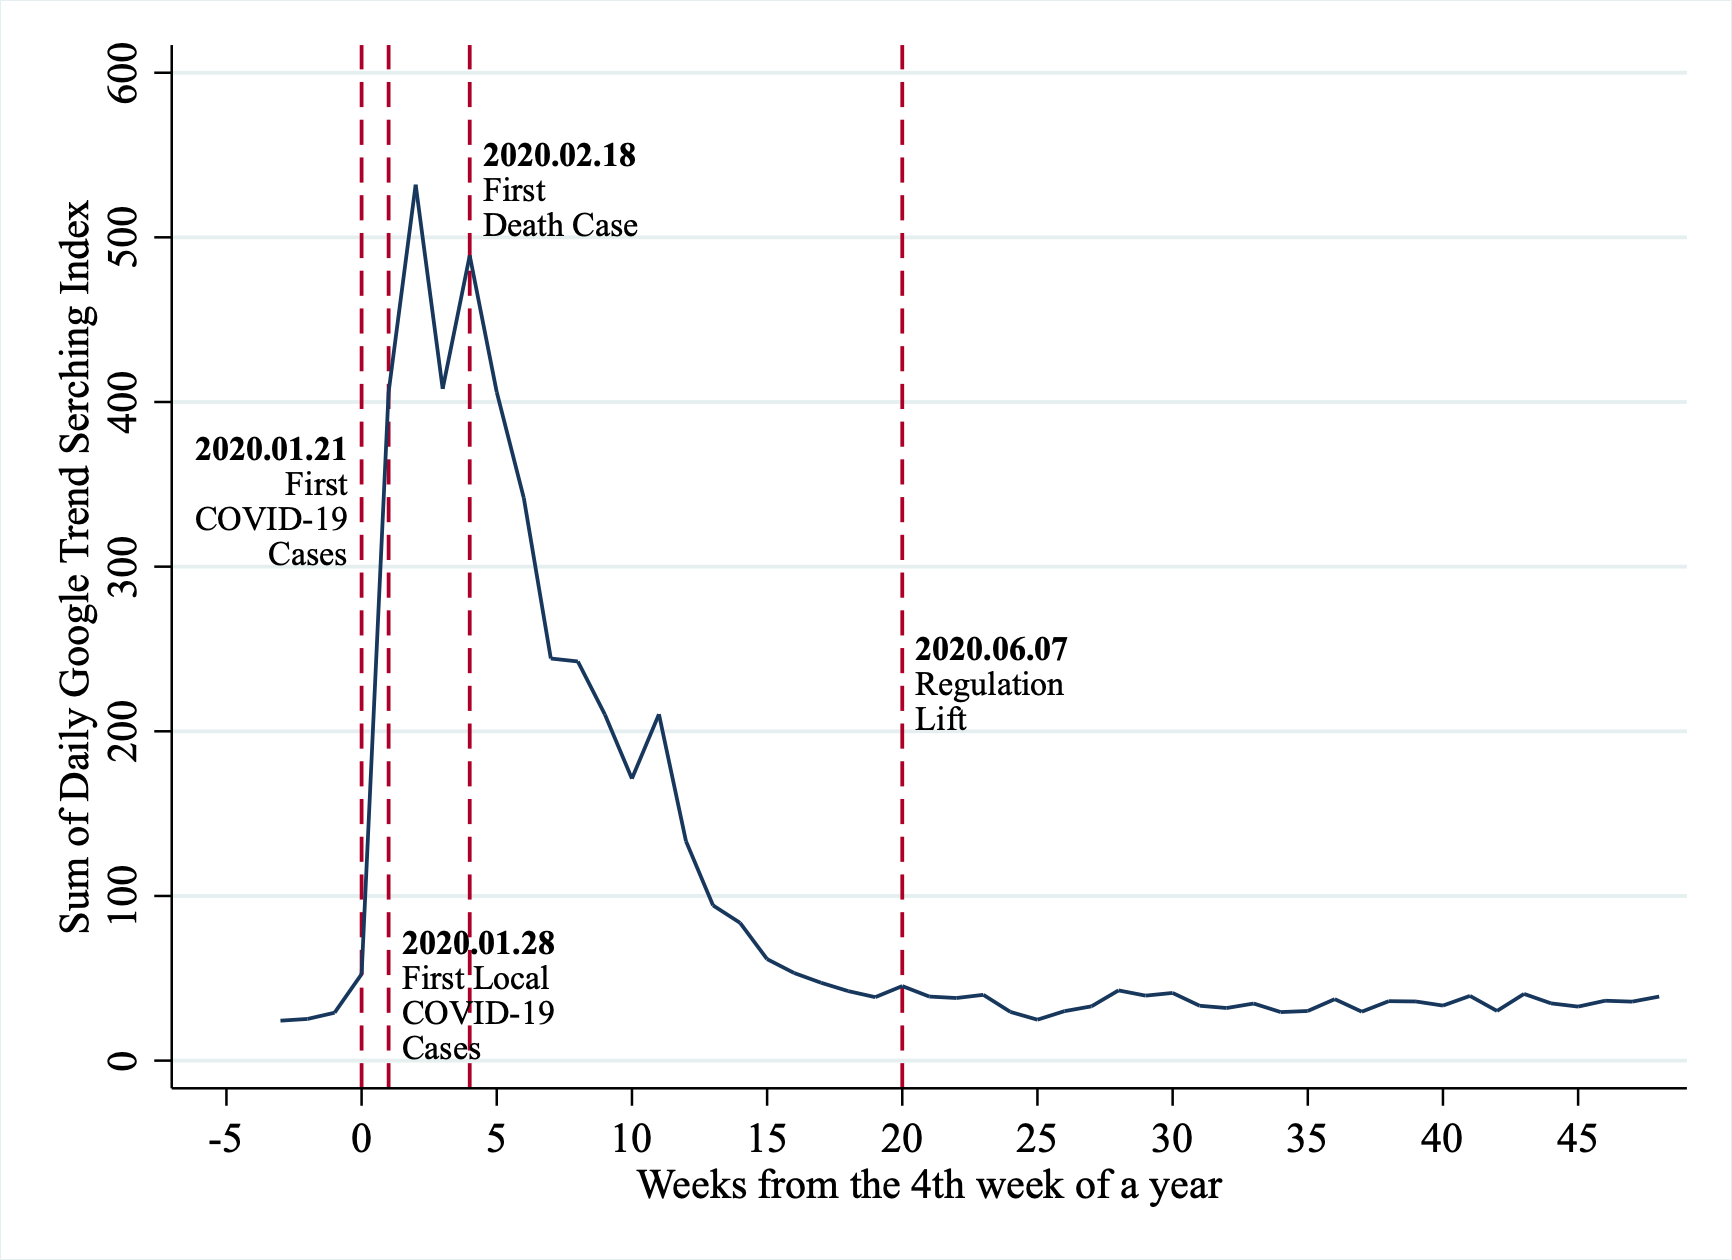 Sum of Daily Google Trend Serching Index
600
500
400
300
200
100
0
2020.02.18
First
Death Case
2020.01.21
First
COVID-19
Cases
2020.06.07
Regulation
Lift
2020.01.28
First Local
COVID-19
Cases
-5 0 5 10 15 20 25 30 35 40 45
Weeks from the 4th week of a year